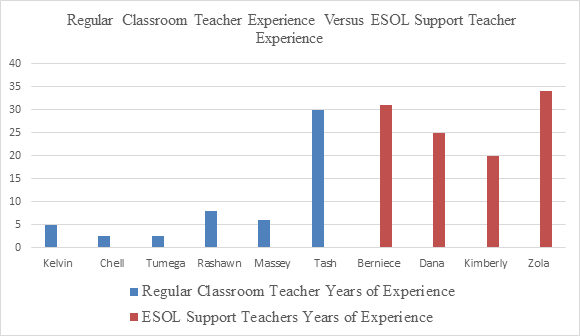 Regular Classroom Teacher Experience Versus ESOL Support Teacher
Experience
40
35
30
25
20
15
10
5
0
Kelvin Chell Tumega Rashawn Massey Tash Berniece Dana Kimberly Zola
Regular Classroom Teacher Years of Experience
ESOL Support Teachers Years of Experience